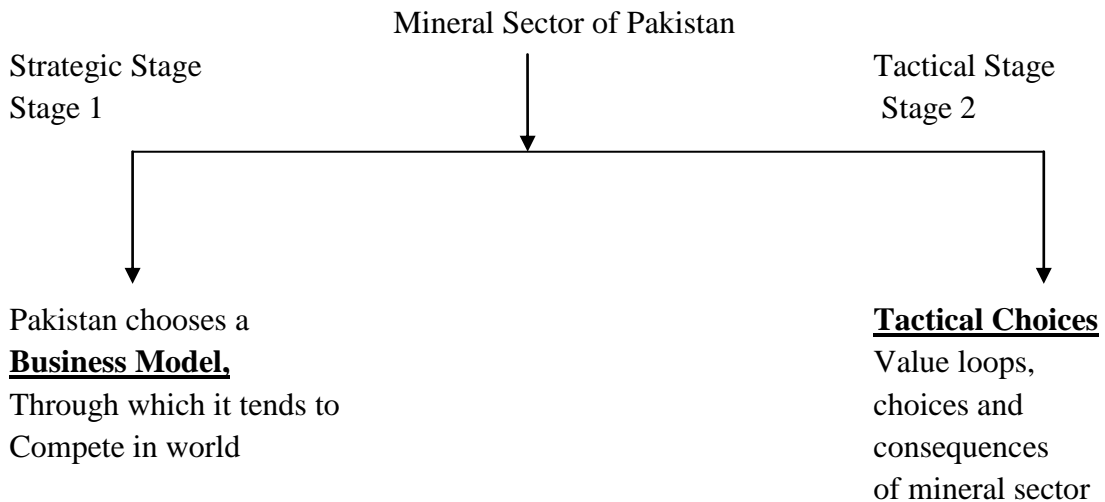 Mineral Sector of Pakistan
Strategic Stage
Stage 1
Tactical Stage
Stage 2
Pakistan chooses a
Business Model,
Through which it tends to
Compete in world
Tactical Choices
Value loops,
choices and
consequences
of mineral sector